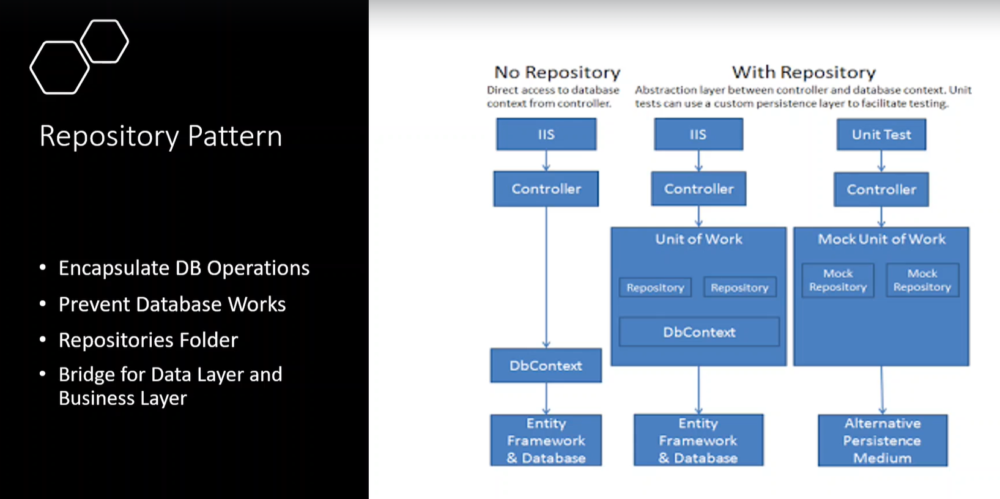 Repository Pattern
• Encapsulate DB Operations
• Prevent Database Works
• Repositories Folder
• Bridge for Data Layer and
Business Layer
No Repository
Direct access to database
context from controller.
IIS
Controller
DbContext
Entity
Framework
& Database
With Repository
Abstraction layer between controller and database context. Unit
tests can use a custom persistence layer to facilitate testing.
IIS
Controller
Unit of Work
Repository
Repository
DbContext
Entity
Framework
& Database
Unit Test
Controller
Mock Unit of Work
Mock
Repository
Mock
Repository
Alternative
Persistence
Medium